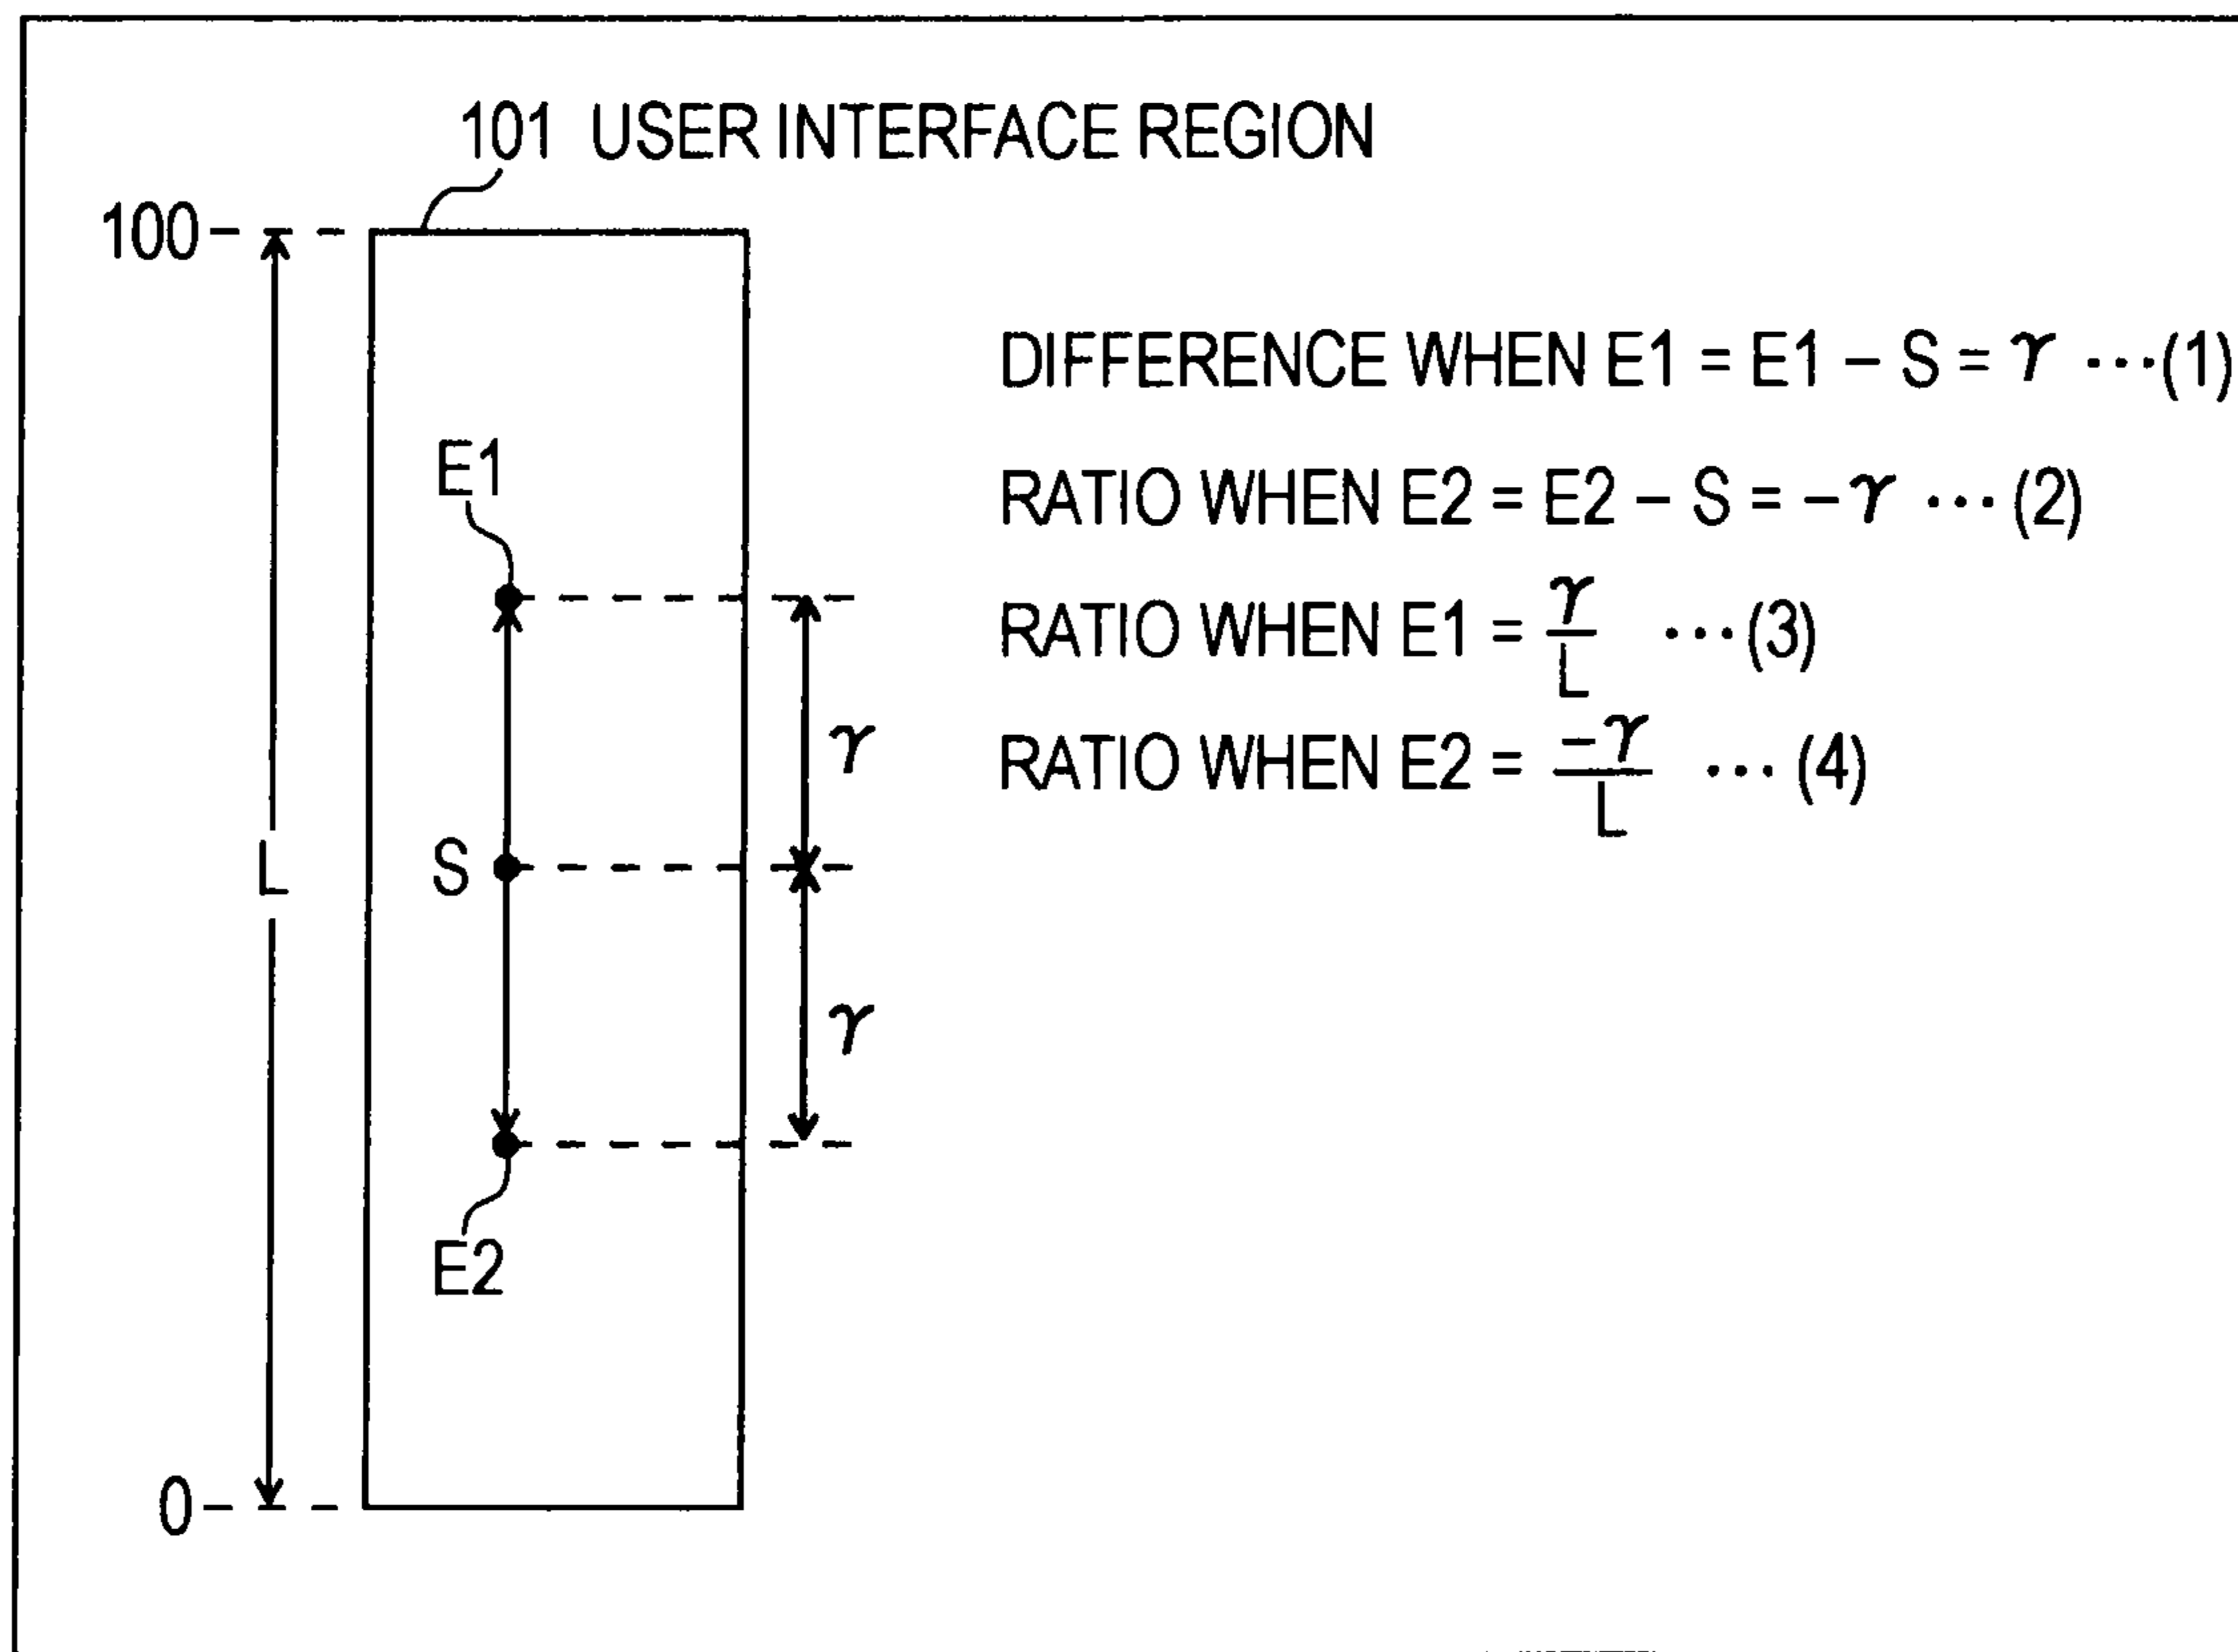 101 USER INTERFACE REGION
100
E1
S
E2
L
0
γ
γ
DIFFERENCE WHEN E1 = E1 − S = γ ···(1)
RATIO WHEN E2 = E2 − S = −γ ···(2)
RATIO WHEN E1 = γ/L ···(3)
RATIO WHEN E2 = −γ/L ···(4)